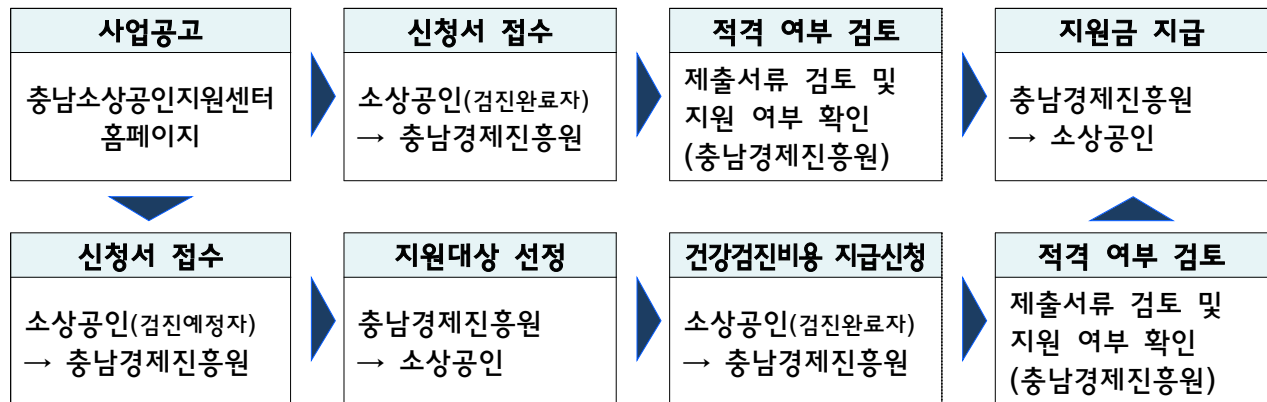 사업공고
충남소상공인지원센터
홈페이지
신청서 접수
소상공인(검진완료자)
→ 충남경제진흥원
적격 여부 검토
제출서류 검토 및
지원 여부 확인
(충남경제진흥원)
지원금 지급
충남경제진흥원
→ 소상공인
신청서 접수
소상공인(검진예정자)
→ 충남경제진흥원
지원대상 선정
충남경제진흥원
→ 소상공인
건강검진비용 지급신청
소상공인(검진완료자)
→ 충남경제진흥원
적격 여부 검토
제출서류 검토 및
지원 여부 확인
(충남경제진흥원)